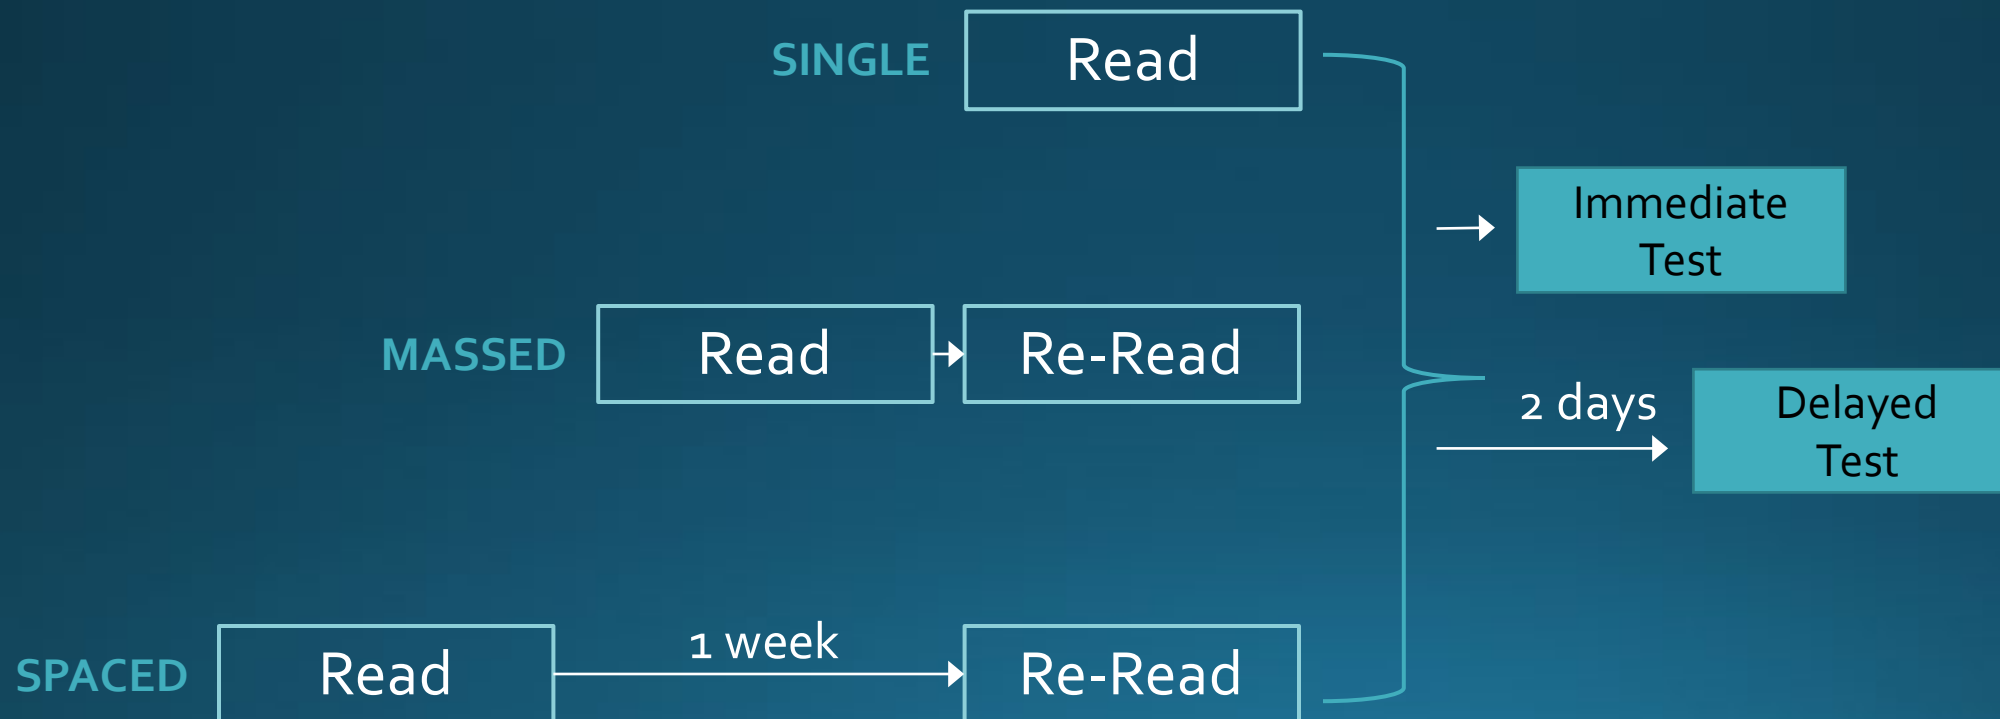 SINGLE
Read
Immediate
Test
MASSED
Read
Re-Read
2 days
Delayed
Test
SPACED
Read
1 week
Re-Read